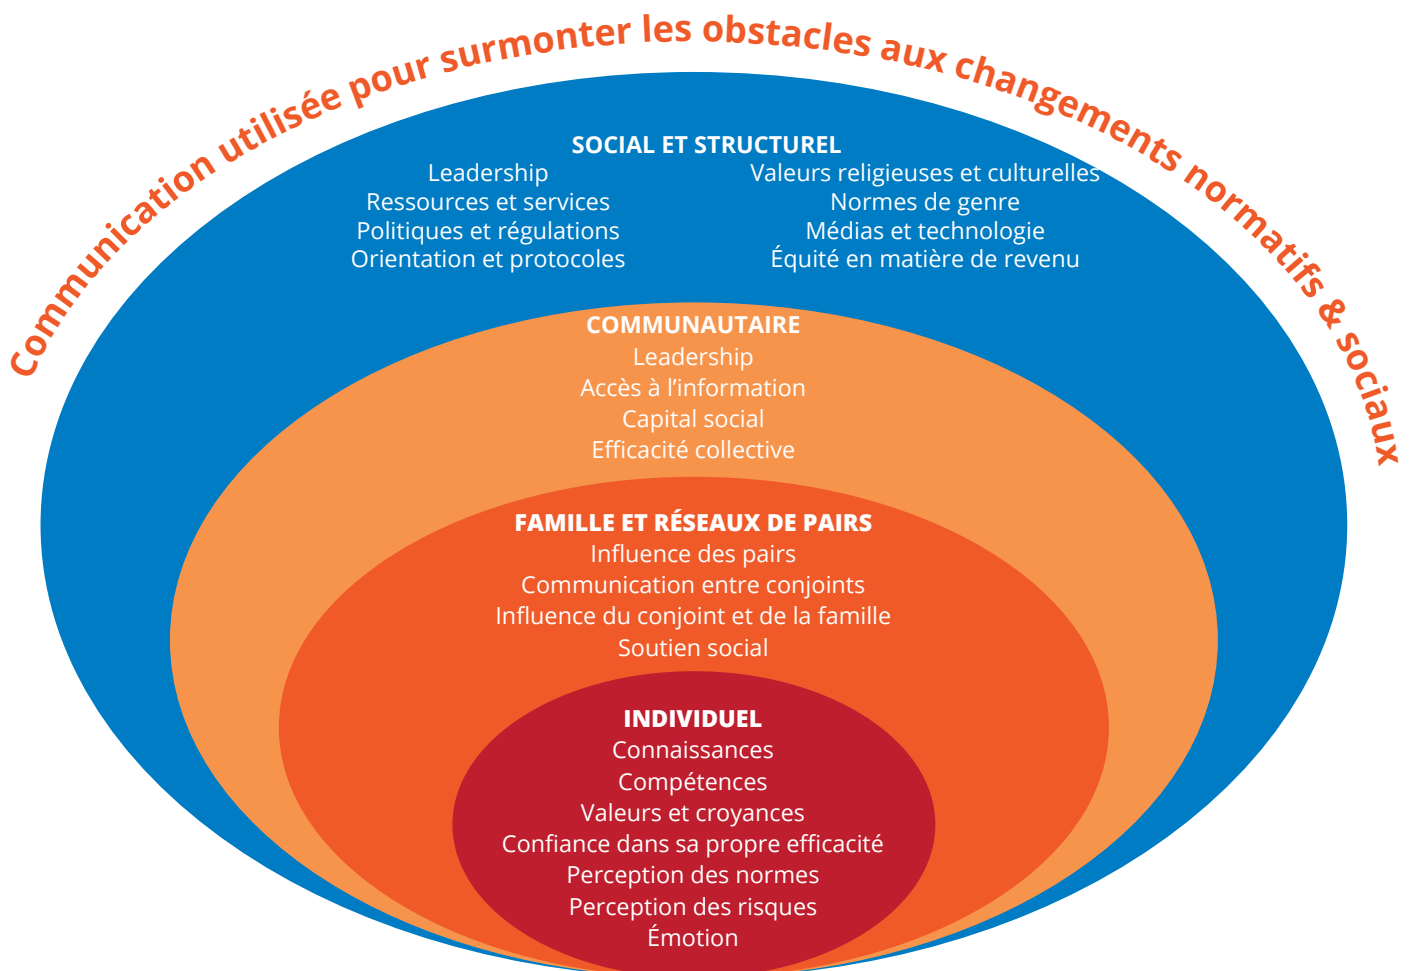 Communication utilisée pour surmonter les obstacles aux changements normatifs & sociaux
SOCIAL ET STRUCTUREL
Leadership
Ressources et services
Politiques et régulations
Orientation et protocoles
Valeurs religieuses et culturelles
Normes de genre
Médias et technologie
Équité en matière de revenu
COMMUNAUTAIRE
Leadership
Accès à l’information
Capital social
Efficacité collective
FAMILLE ET RÉSEAUX DE PAIRS
Influence des pairs
Communication entre conjoints
Influence du conjoint et de la famille
Soutien social
INDIVIDUEL
Connaissances
Compétences
Valeurs et croyances
Confiance dans sa propre efficacité
Perception des normes
Perception des risques
Émotion